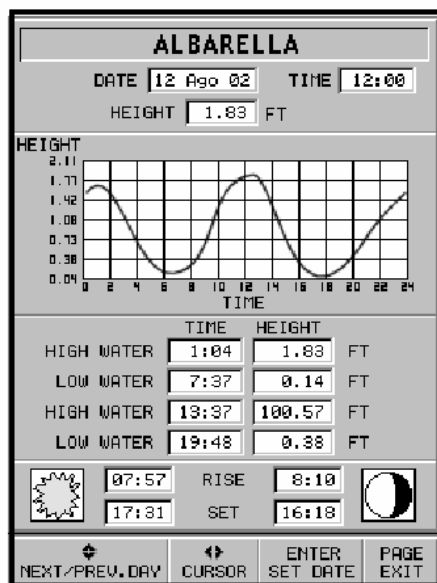 ALBARELLA
DATE 12 Ago 02 TIME 12:00
HEIGHT 1.83 FT
HEIGHT
2.11
1.77
1.42
1.08
0.73
0.38
0.04
0 2 4 6 8 10 12 14 16 18 20 22 24
TIME
TIME HEIGHT
HIGH WATER 1:04 1.83 FT
LOW WATER 7:37 0.14 FT
HIGH WATER 13:37 100.57 FT
LOW WATER 19:48 0.38 FT
07:57 RISE 8:10
17:31 SET 16:18
NEXT/PREV.DAY CURSOR ENTER SET DATE PAGE EXIT